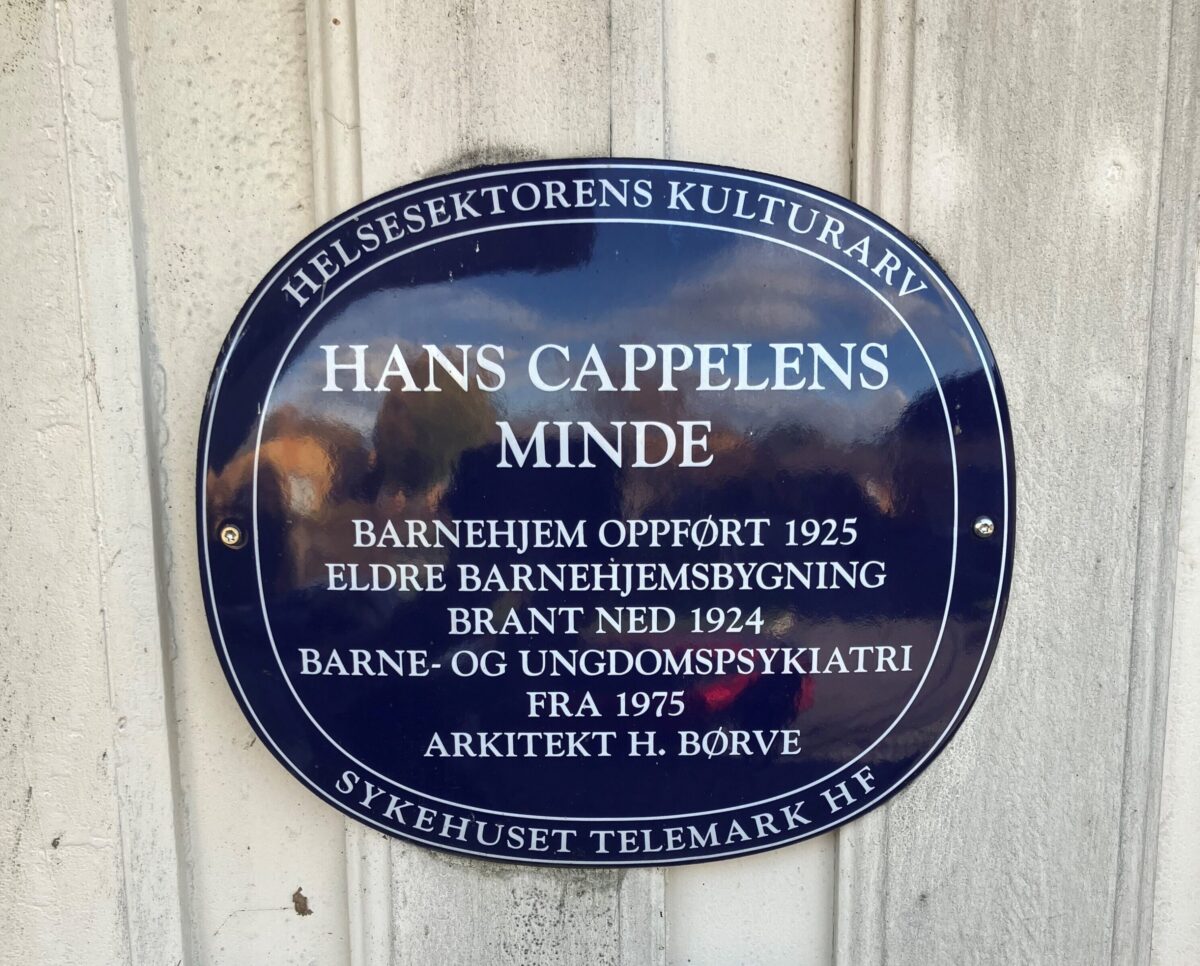 HELSESEKTORENS KULTURARV
HANS CAPPELENS
MINDE
BARNEHJEM OPPFØRT 1925
ELDRE BARNEHJEMSBYGNING
BRANT NED 1924
BARNE- OG UNGDOMSPSYKIATRI
FRA 1975
ARKITEKT H. BØRVE
SYKEHUSET TELEMARK HF